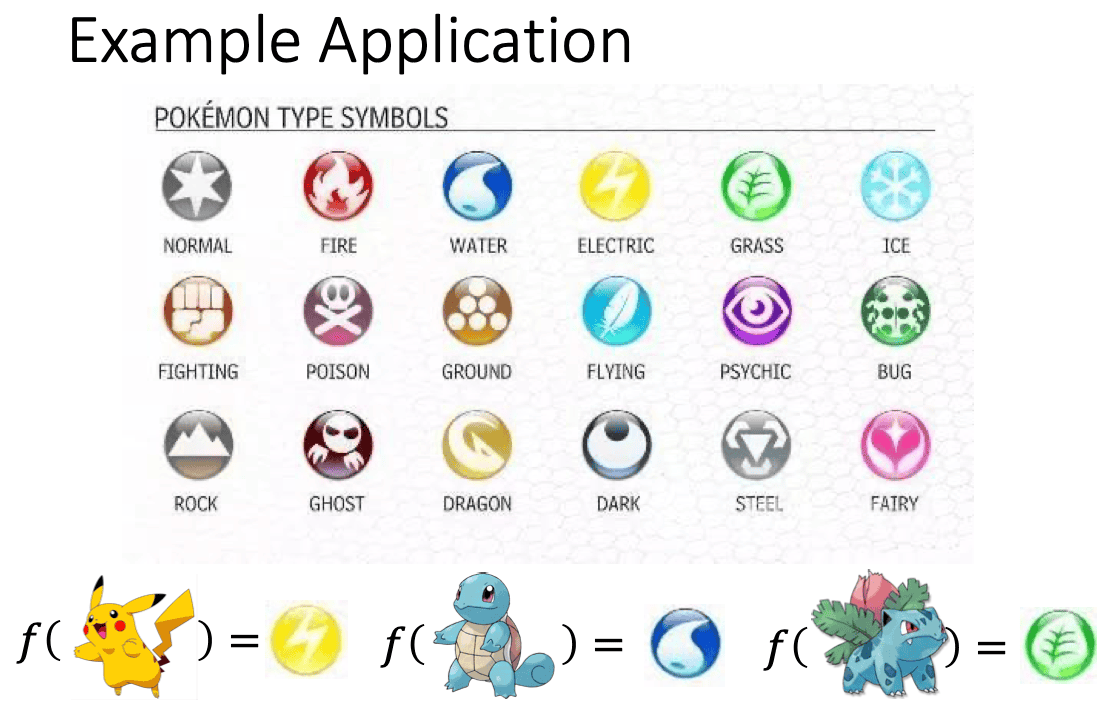 Example Application
POKÉMON TYPE SYMBOLS
NORMAL FIRE WATER ELECTRIC GRASS ICE
FIGHTING POISON GROUND FLYING PSYCHIC BUG
ROCK GHOST DRAGON DARK STEEL FAIRY
f( ) = f( ) = f( ) =